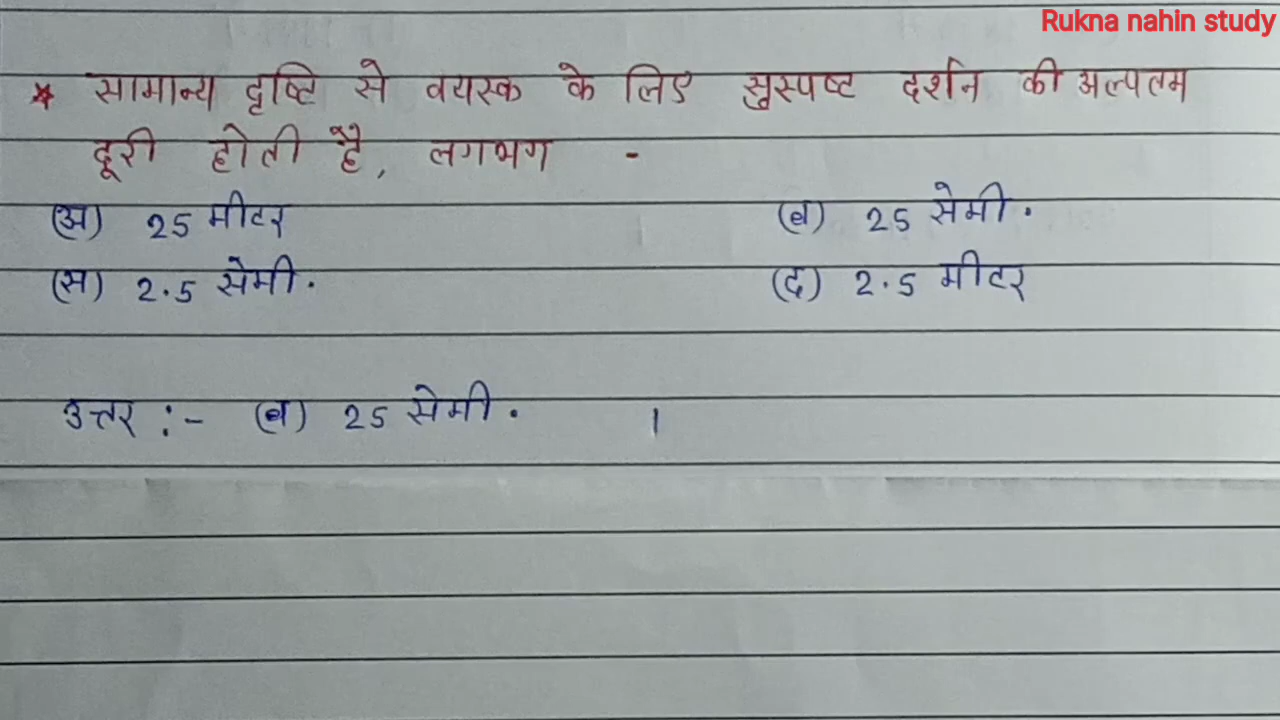 Rukna nahin study
* सामान्य दृष्टि से वयस्क के लिए सुस्पष्ट दर्शन की अल्पतम
दूरी होती है, लगभग -
(अ) 25 मीटर (ब) 25 सेमी.
(स) 2.5 सेमी. (द) 2.5 मीटर
उत्तर :- (ब) 25 सेमी. ।